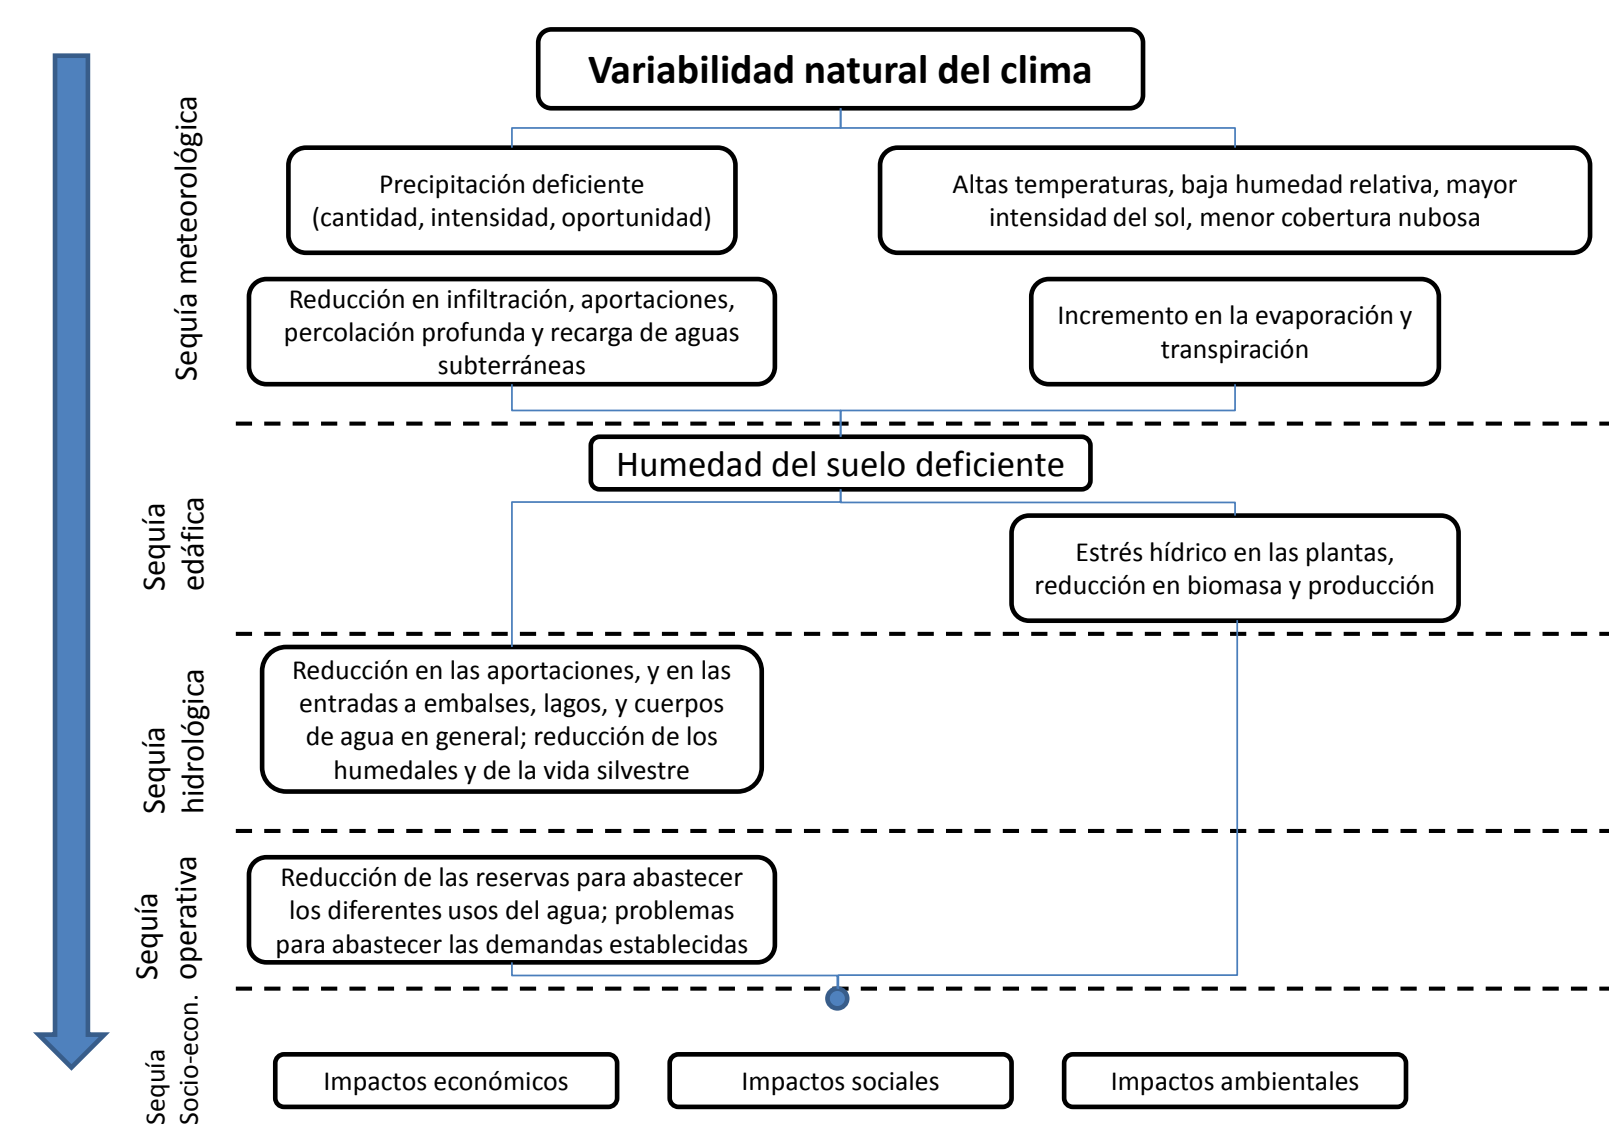 Variabilidad natural del clima
Sequía meteorológica
Precipitación deficiente
(cantidad, intensidad, oportunidad)
Altas temperaturas, baja humedad relativa, mayor
intensidad del sol, menor cobertura nubosa
Reducción en infiltración, aportaciones,
percolación profunda y recarga de aguas
subterráneas
Incremento en la evaporación y
transpiración
Sequía
edáfica
Humedad del suelo deficiente
Estrés hídrico en las plantas,
reducción en biomasa y producción
Sequía
hidrológica
Reducción en las aportaciones, y en las
entradas a embalses, lagos, y cuerpos
de agua en general; reducción de los
humedales y de la vida silvestre
Sequía
operativa
Reducción de las reservas para abastecer
los diferentes usos del agua; problemas
para abastecer las demandas establecidas
Sequía
Socio-econ.
Impactos económicos
Impactos sociales
Impactos ambientales